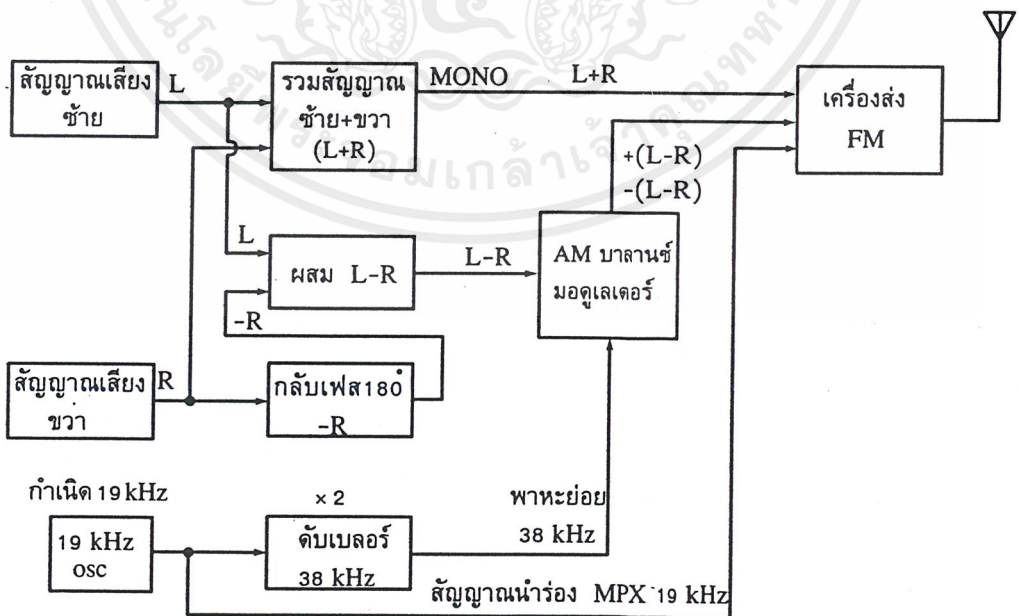 สัญญาณเสียง
ซ้าย
L
รวมสัญญาณ
ซ้าย+ขวา
(L+R)
MONO L+R
เครื่องส่ง
FM
+(L-R)
-(L-R)
L
ผสม L-R
L-R
AM บาลานซ์
มอดูเลเตอร์
-R
สัญญาณเสียง
ขวา
R
กลับเฟส180°
-R
กำเนิด 19 kHz
× 2
พาหะย่อย
38 kHz
19 kHz
osc
ดับเบลอร์
38 kHz
สัญญาณนำร่อง MPX 19 kHz